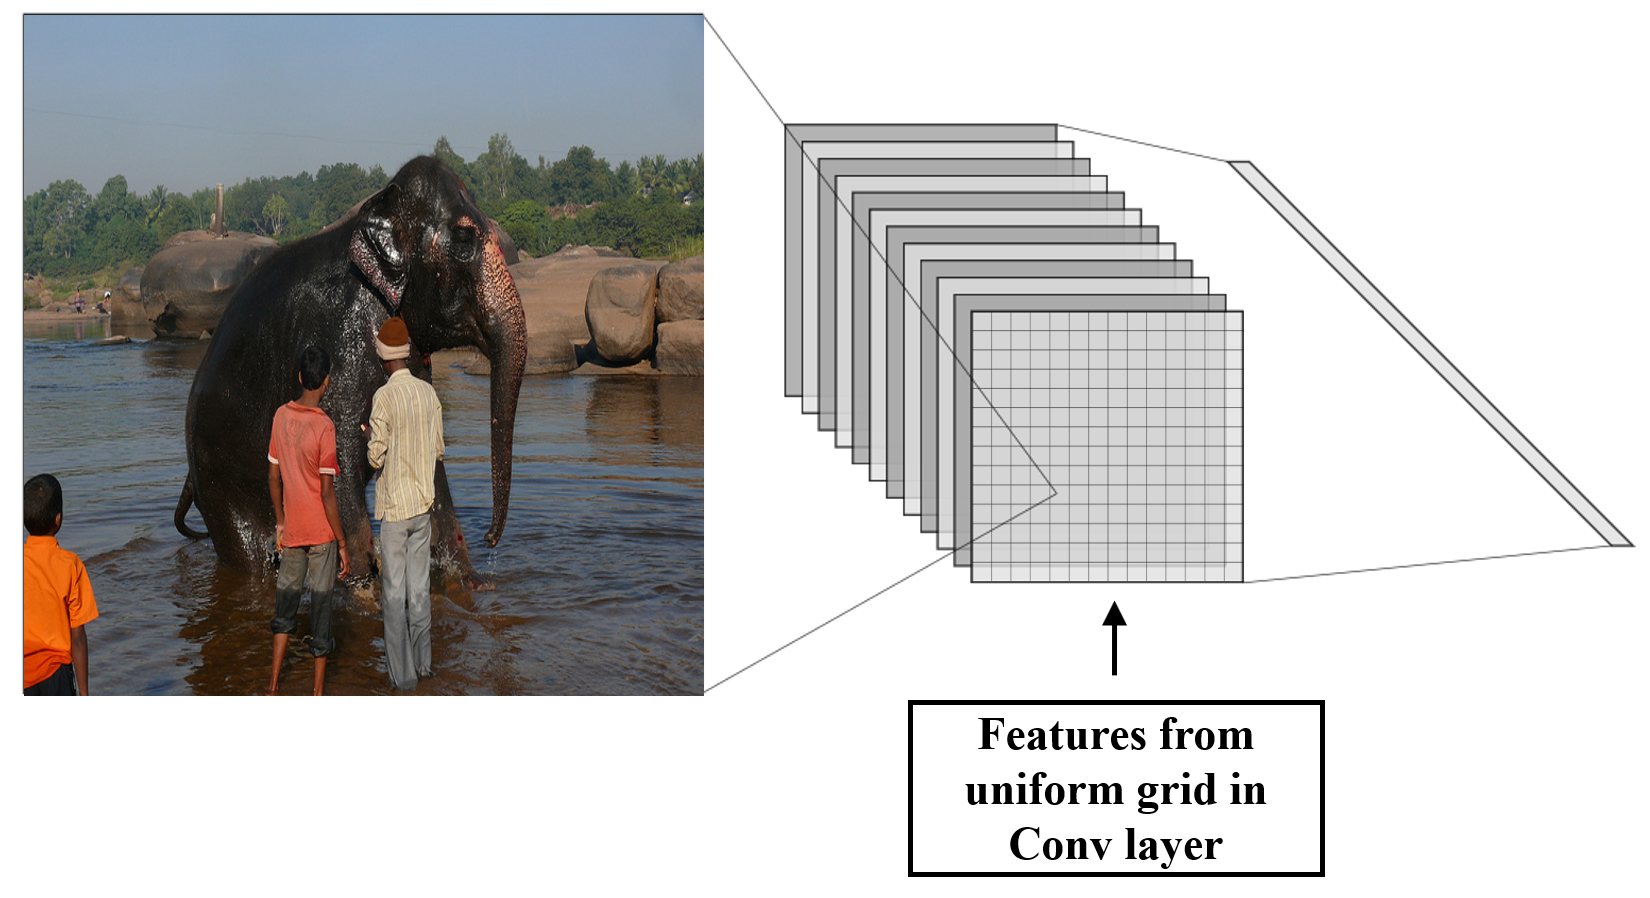 Features from
uniform grid in
Conv layer